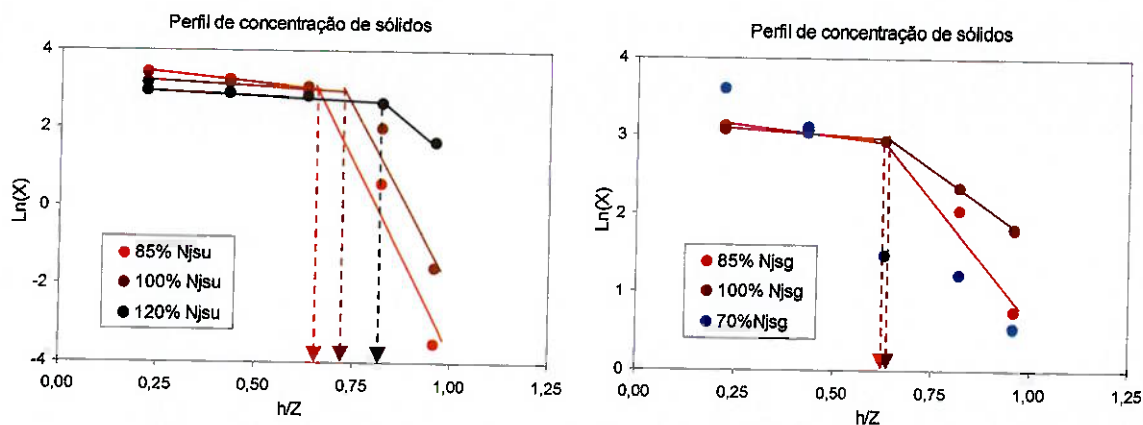 Perfil de concentração de sólidos
4
2
0
-2
-4
Ln(X)
85% Njsu
100% Njsu
120% Njsu
0,00 0,25 0,50 0,75 1,00 1,25
h/Z
Perfil de concentração de sólidos
4
3
2
1
0
Ln(X)
85% Njsg
100% Njsg
70%Njsg
0,00 0,25 0,50 0,75 1,00 1,25
h/Z